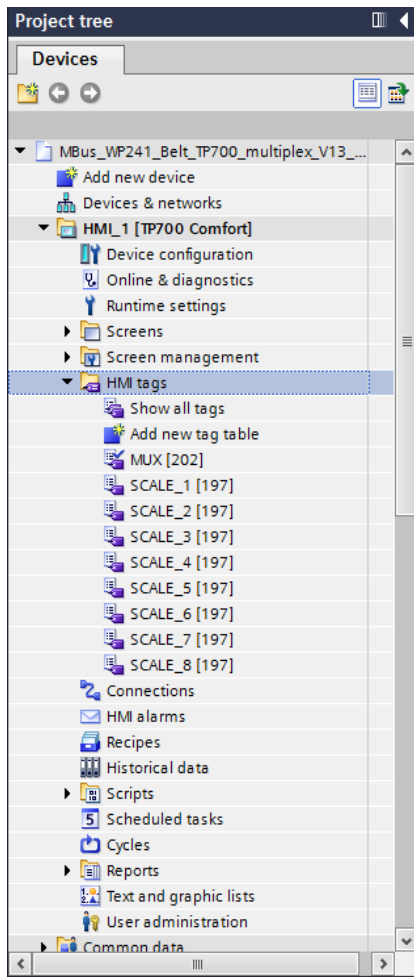 Project tree
Devices
MBus_WP241_Belt_TP700_multiplex_V13_...
Add new device
Devices & networks
HMI_1 [TP700 Comfort]
Device configuration
Online & diagnostics
Runtime settings
Screens
Screen management
HMI tags
Show all tags
Add new tag table
MUX [202]
SCALE_1 [197]
SCALE_2 [197]
SCALE_3 [197]
SCALE_4 [197]
SCALE_5 [197]
SCALE_6 [197]
SCALE_7 [197]
SCALE_8 [197]
Connections
HMI alarms
Recipes
Historical data
Scripts
Scheduled tasks
Cycles
Reports
Text and graphic lists
User administration
Common data